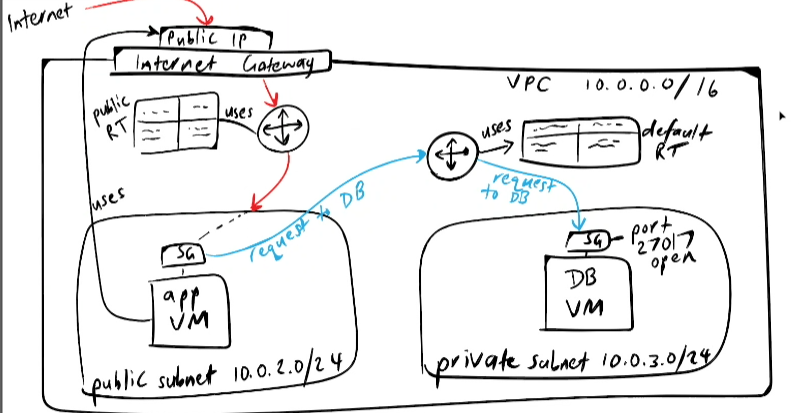 Internet
Public IP
Internet Gateway
VPC 10.0.0.0/16
public
RT
uses
uses
default
RT
uses
request to DB
request
to DB
SG
app
VM
SG
port
27017
open
DB
VM
public subnet 10.0.2.0/24
private subnet 10.0.3.0/24